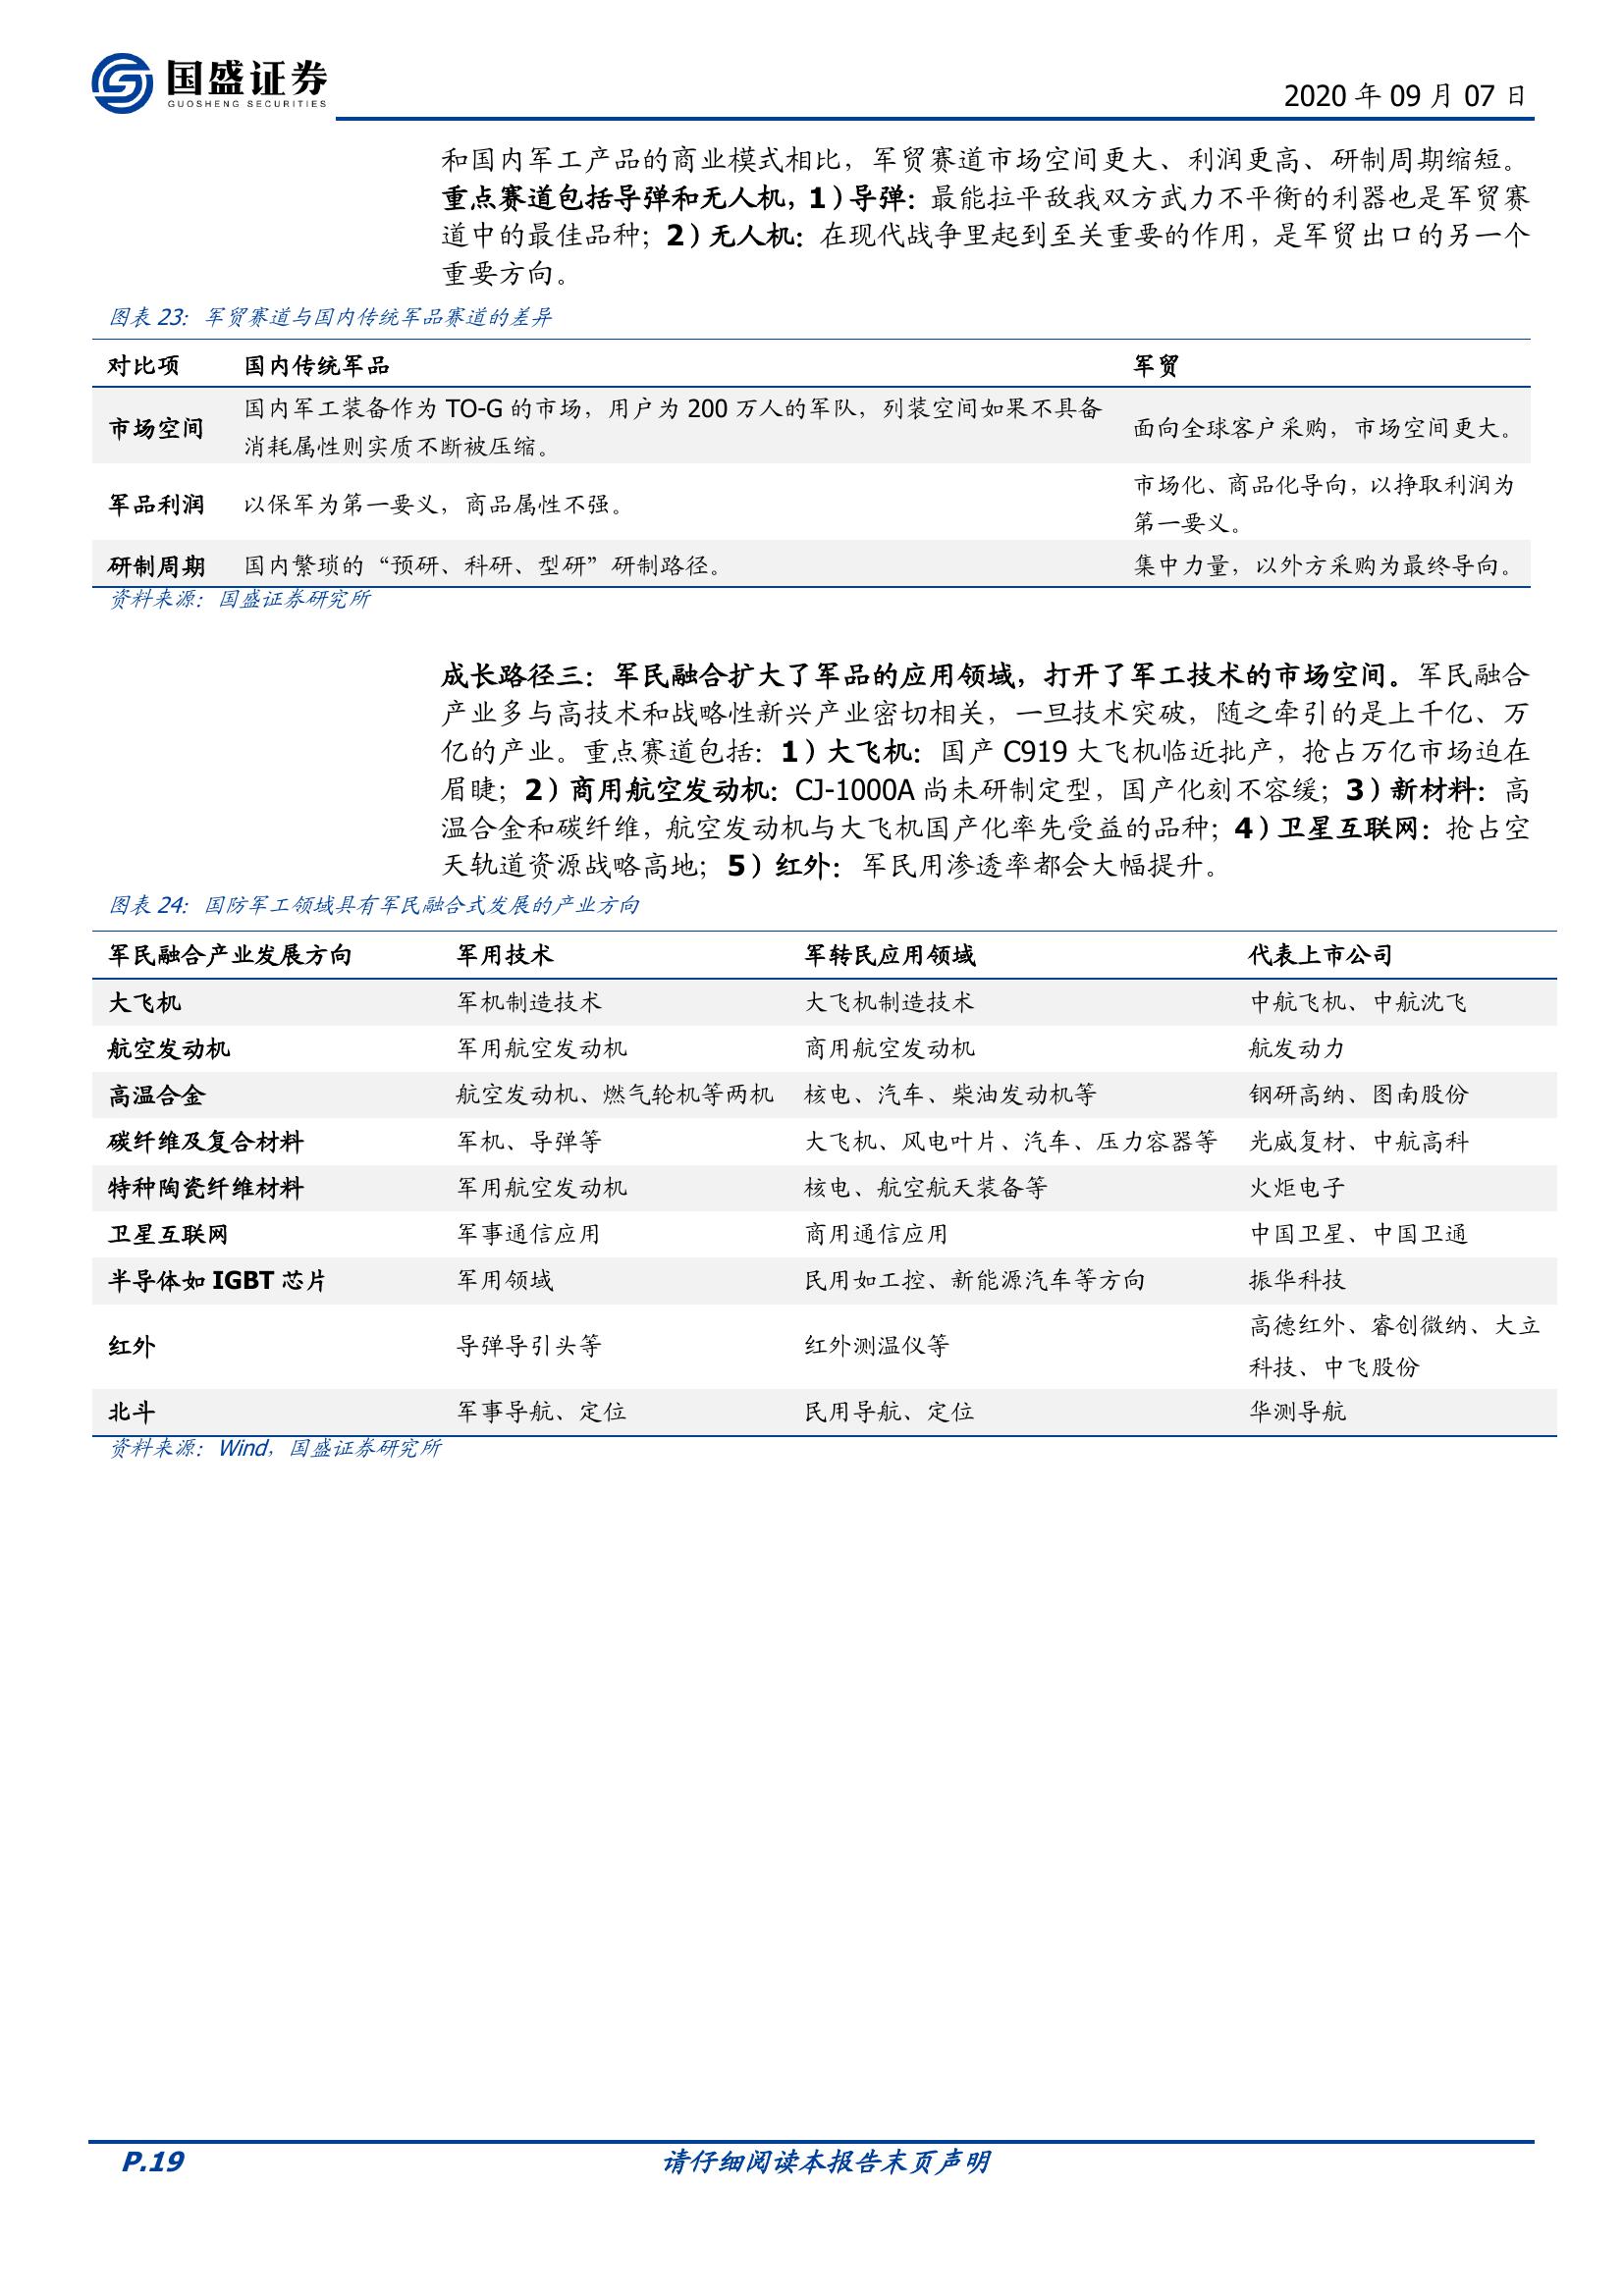 国盛证券
GUOSHENG SECURITIES
2020 年 09 月 07 日
和国内军工产品的商业模式相比，军贸赛道市场空间更大、利润更高、研制周期缩短。
重点赛道包括导弹和无人机，1）导弹：最能拉平敌我双方武力不平衡的利器也是军贸赛
道中的最佳品种；2）无人机：在现代战争里起到至关重要的作用，是军贸出口的另一个
重要方向。
图表 23：军贸赛道与国内传统军品赛道的差异
对比项 国内传统军品 军贸
市场空间 国内军工装备作为 TO-G 的市场，用户为 200 万人的军队，列装空间如果不具备
消耗属性则实质不断被压缩。 面向全球客户采购，市场空间更大。
军品利润 以保军为第一要义，商品属性不强。 市场化、商品化导向，以挣取利润为
第一要义。
研制周期 国内繁琐的“预研、科研、型研”研制路径。 集中力量，以外方采购为最终导向。
资料来源：国盛证券研究所
成长路径三：军民融合扩大了军品的应用领域，打开了军工技术的市场空间。军民融合
产业多与高技术和战略性新兴产业密切相关，一旦技术突破，随之牵引的是上千亿、万
亿的产业。重点赛道包括：1）大飞机：国产 C919 大飞机临近批产，抢占万亿市场迫在
眉睫；2）商用航空发动机：CJ-1000A 尚未研制定型，国产化刻不容缓；3）新材料：高
温合金和碳纤维，航空发动机与大飞机国产化率先受益的品种；4）卫星互联网：抢占空
天轨道资源战略高地；5）红外：军民用渗透率都会大幅提升。
图表 24：国防军工领域具有军民融合式发展的产业方向
军民融合产业发展方向 军用技术 军转民应用领域 代表上市公司
大飞机 军机制造技术 大飞机制造技术 中航飞机、中航沈飞
航空发动机 军用航空发动机 商用航空发动机 航发动力
高温合金 航空发动机、燃气轮机等两机 核电、汽车、柴油发动机等 钢研高纳、图南股份
碳纤维及复合材料 军机、导弹等 大飞机、风电叶片、汽车、压力容器等 光威复材、中航高科
特种陶瓷纤维材料 军用航空发动机 核电、航空航天装备等 火炬电子
卫星互联网 军事通信应用 商用通信应用 中国卫星、中国卫通
半导体如 IGBT 芯片 军用领域 民用如工控、新能源汽车等方向 振华科技
红外 导弹导引头等 红外测温仪等 高德红外、睿创微纳、大立
科技、中飞股份
北斗 军事导航、定位 民用导航、定位 华测导航
资料来源：Wind，国盛证券研究所
P.19 请仔细阅读本报告末页声明